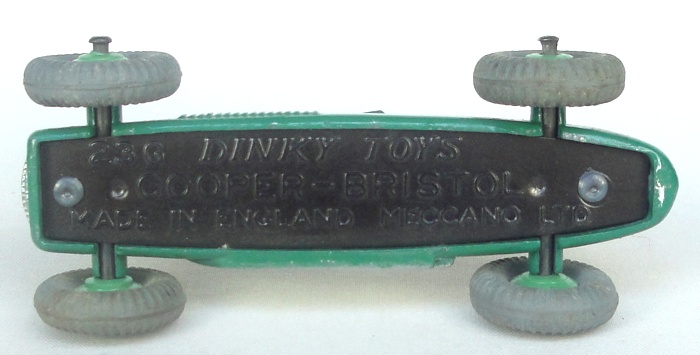 23G DINKY TOYS
COOPER-BRISTOL
MADE IN ENGLAND MECCANO LTD